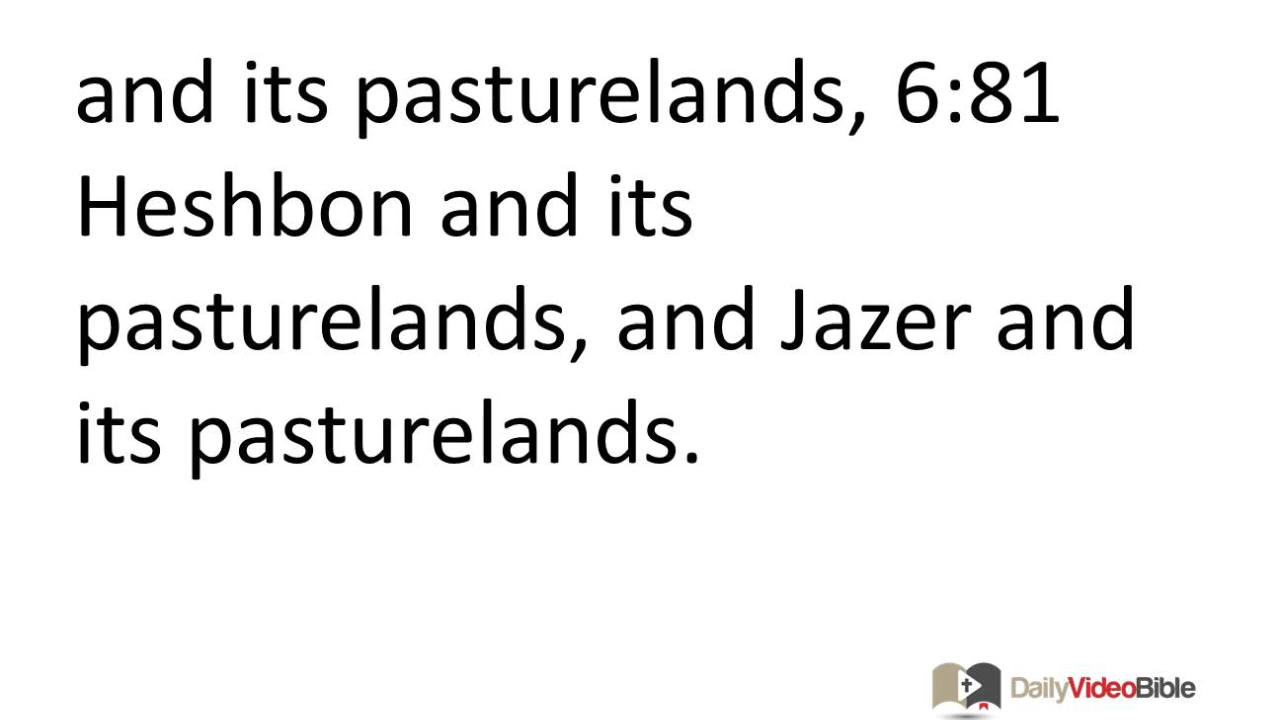 and its pasturelands, 6:81
Heshbon and its
pasturelands, and Jazer and
its pasturelands.
DailyVideoBible